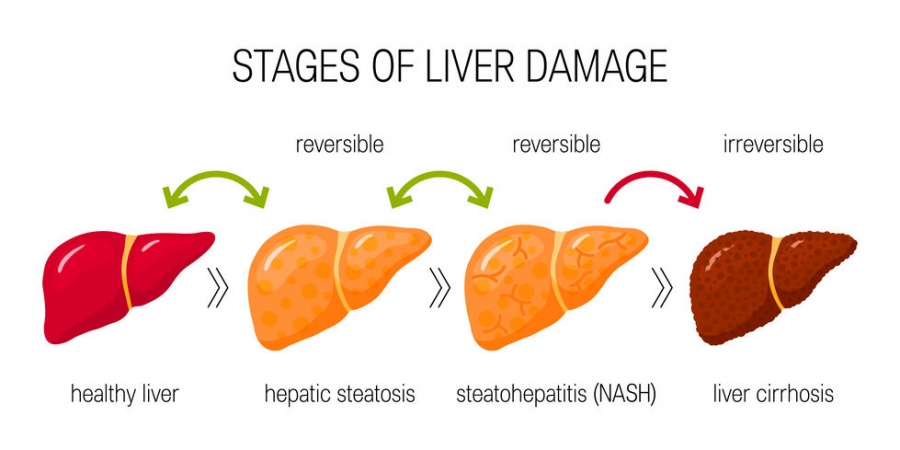 STAGES OF LIVER DAMAGE
reversible
reversible
irreversible
healthy liver
hepatic steatosis
steatohepatitis (NASH)
liver cirrhosis